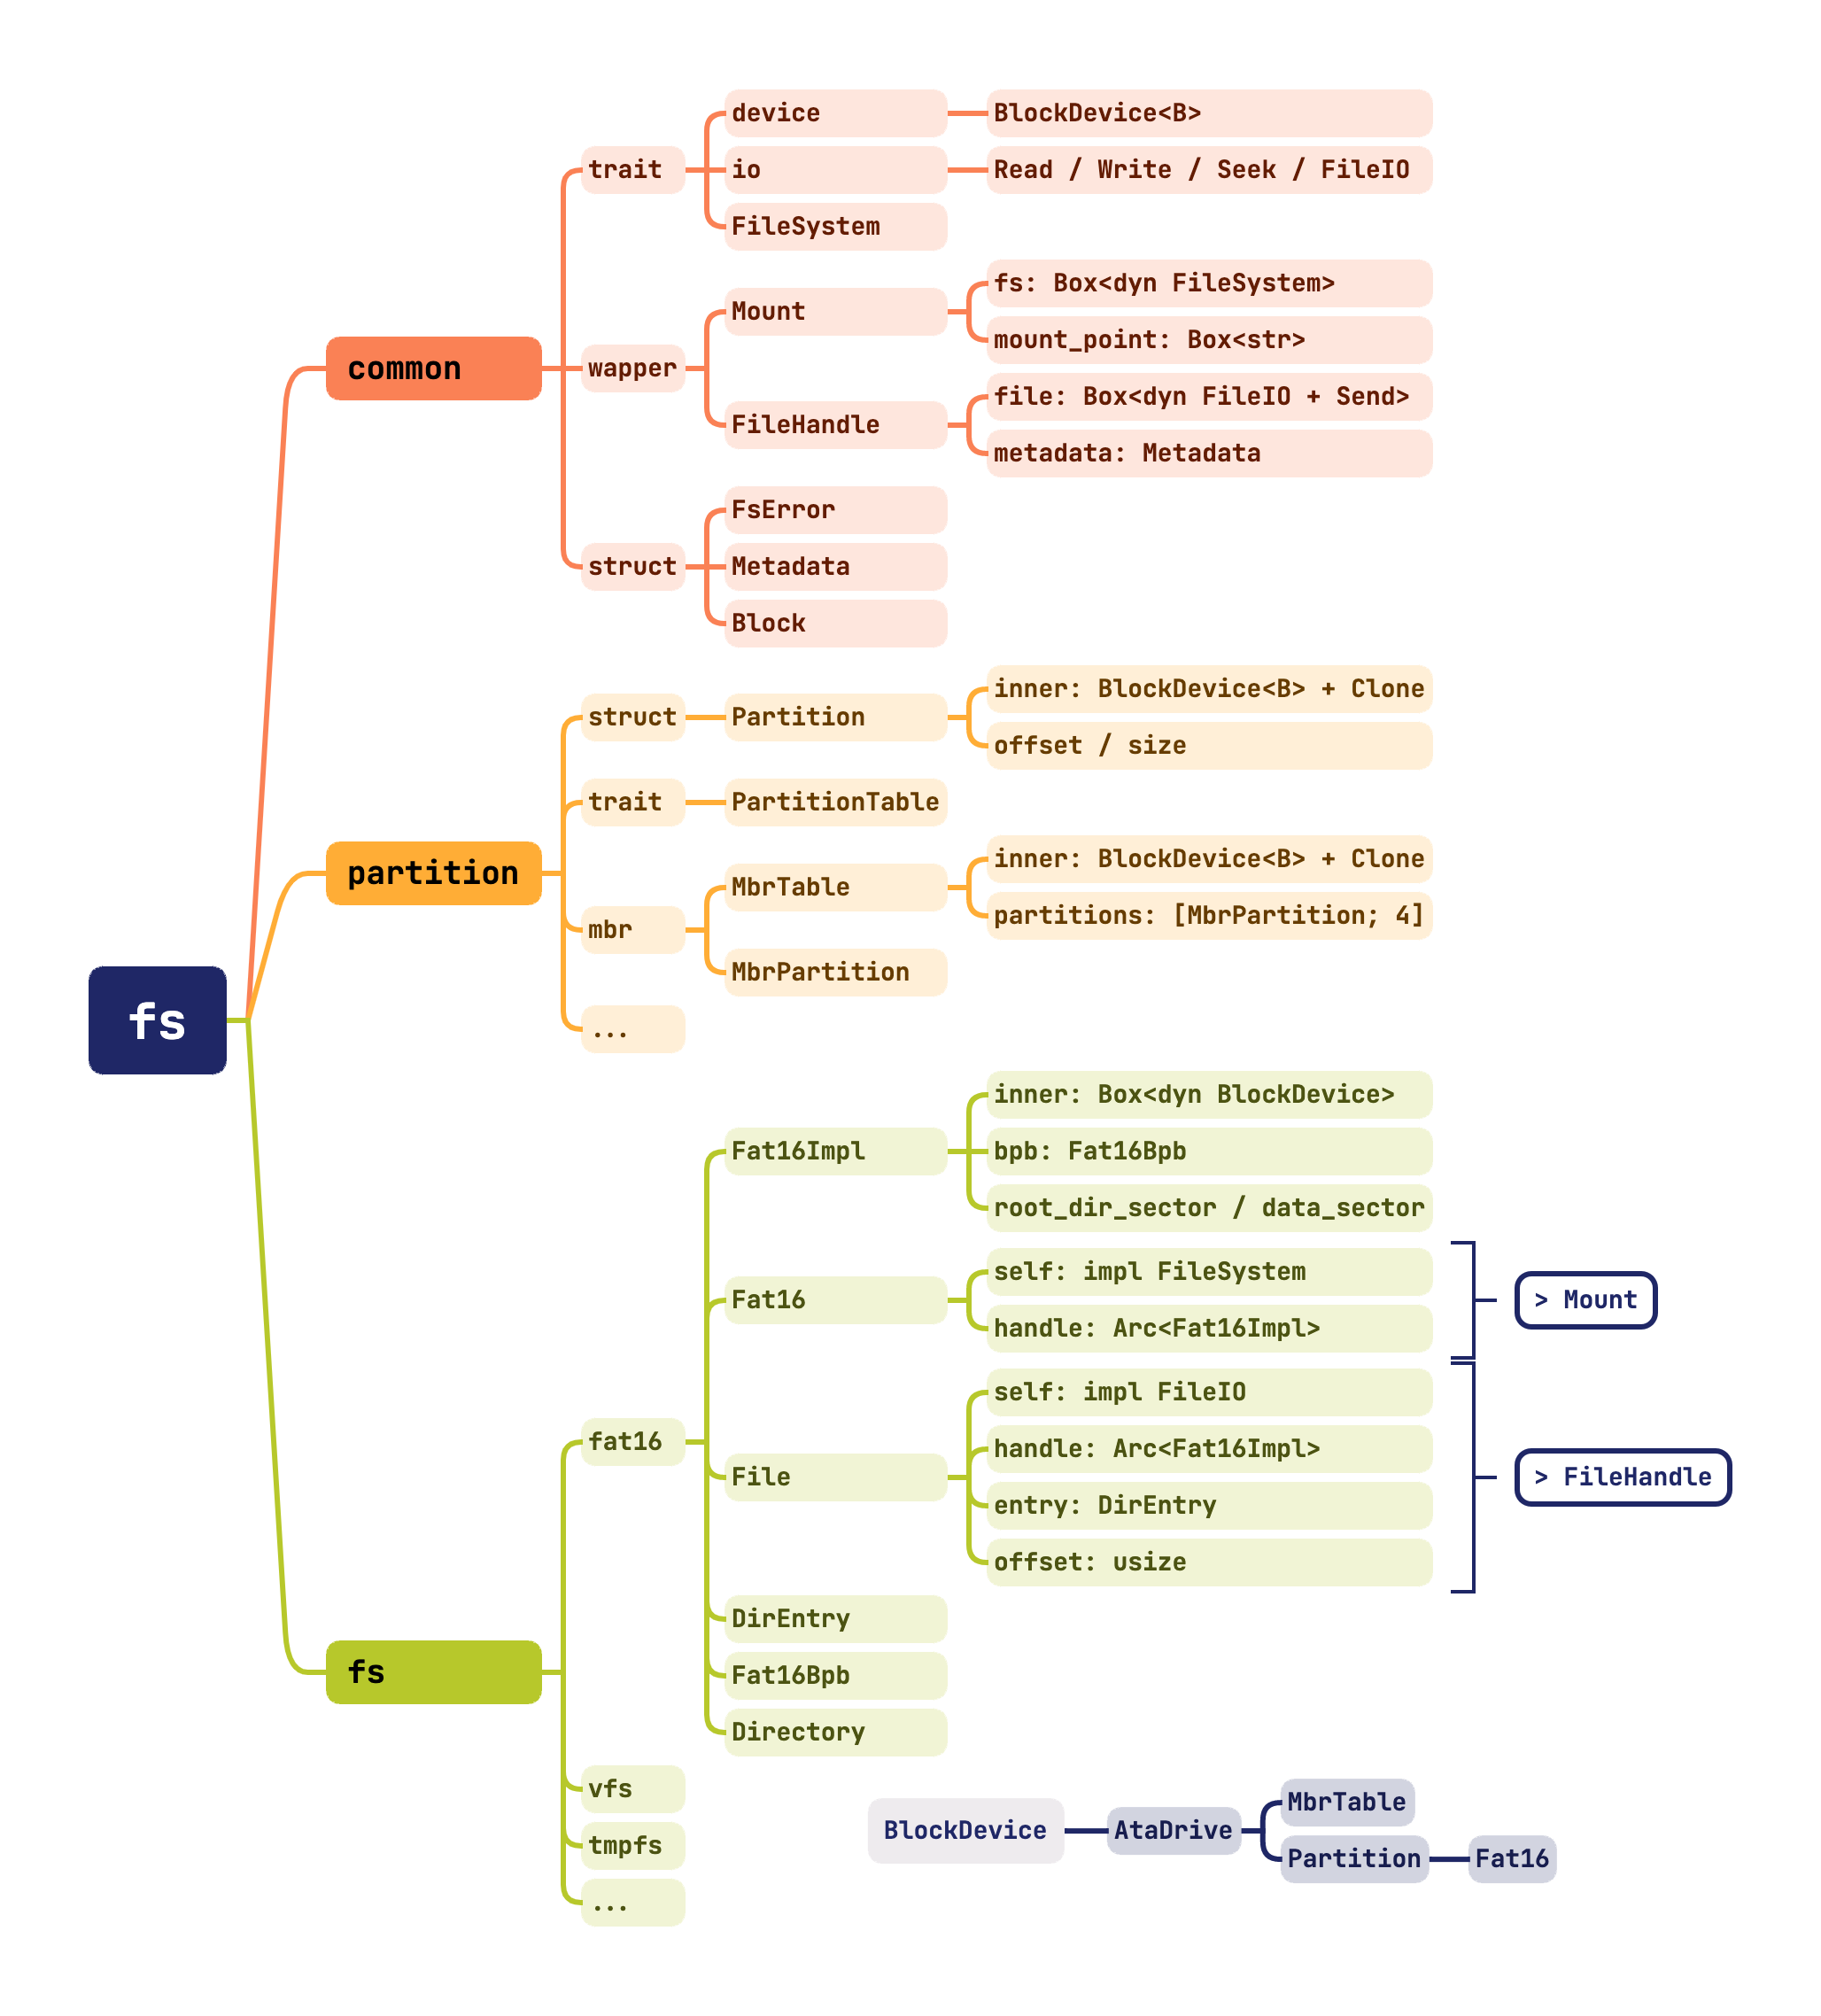 fs
common
trait
device
BlockDevice<B>
io
Read / Write / Seek / FileIO
FileSystem
wapper
Mount
fs: Box<dyn FileSystem>
mount_point: Box<str>
FileHandle
file: Box<dyn FileIO + Send>
metadata: Metadata
struct
FsError
Metadata
Block
partition
struct
Partition
inner: BlockDevice<B> + Clone
offset / size
trait
PartitionTable
mbr
MbrTable
inner: BlockDevice<B> + Clone
partitions: [MbrPartition; 4]
MbrPartition
...
fs
fat16
Fat16Impl
inner: Box<dyn BlockDevice>
bpb: Fat16Bpb
root_dir_sector / data_sector
Fat16
self: impl FileSystem
handle: Arc<Fat16Impl>
> Mount
File
self: impl FileIO
handle: Arc<Fat16Impl>
entry: DirEntry
offset: usize
> FileHandle
DirEntry
Fat16Bpb
Directory
vfs
tmpfs
...
BlockDevice
AtaDrive
MbrTable
Partition
Fat16